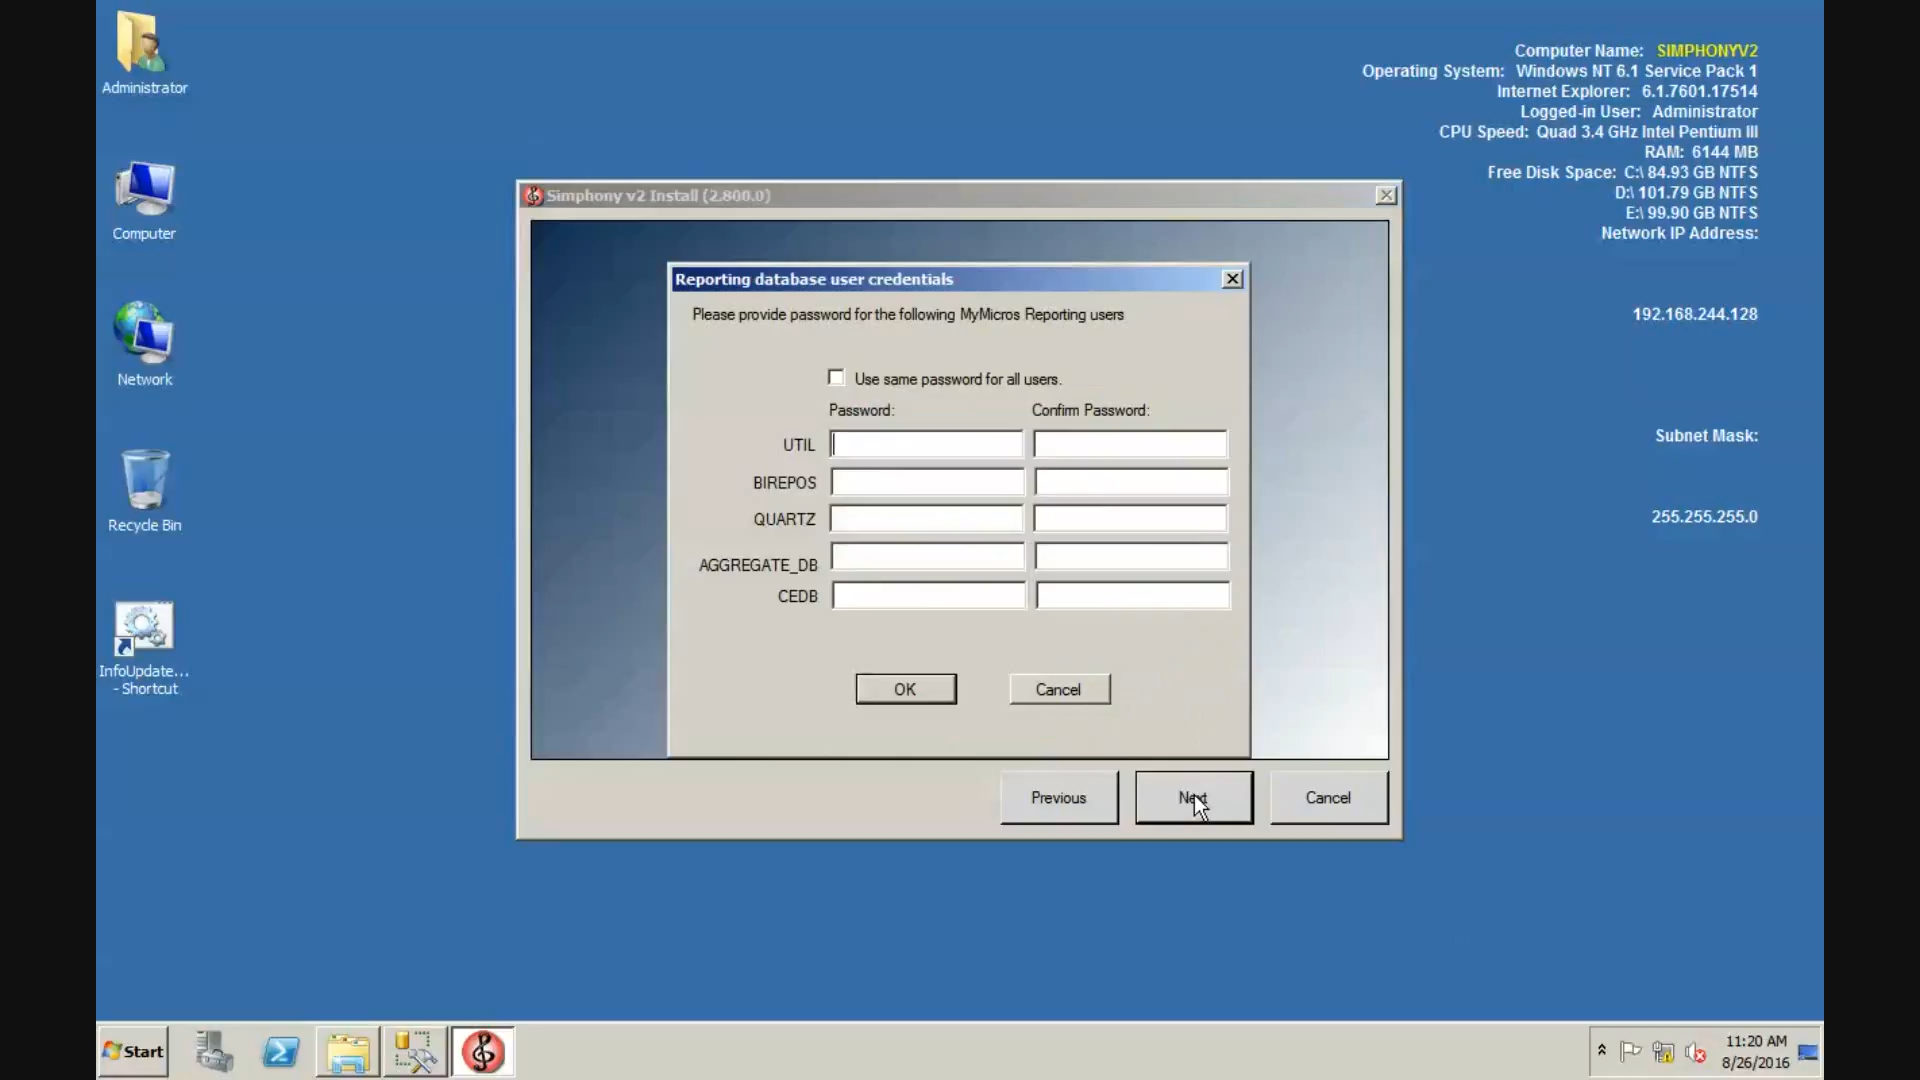 Administrator
Computer
Network
Recycle Bin
InfoUpdate...
- Shortcut
Computer Name: SIMPHONYV2
Operating System: Windows NT 6.1 Service Pack 1
Internet Explorer: 6.1.7601.17514
Logged-in User: Administrator
CPU Speed: Quad 3.4 GHz Intel Pentium III
RAM: 6144 MB
Free Disk Space: C:\ 84.93 GB NTFS
D:\ 101.79 GB NTFS
E:\ 99.90 GB NTFS
Network IP Address:
192.168.244.128
Subnet Mask:
255.255.255.0
Simphony v2 Install (2.800.0)
Reporting database user credentials
Please provide password for the following MyMicros Reporting users
Use same password for all users.
Password: Confirm Password:
UTIL
BIREPOS
QUARTZ
AGGREGATE_DB
CEDB
OK Cancel
Previous Next Cancel
Start
11:20 AM
8/26/2016